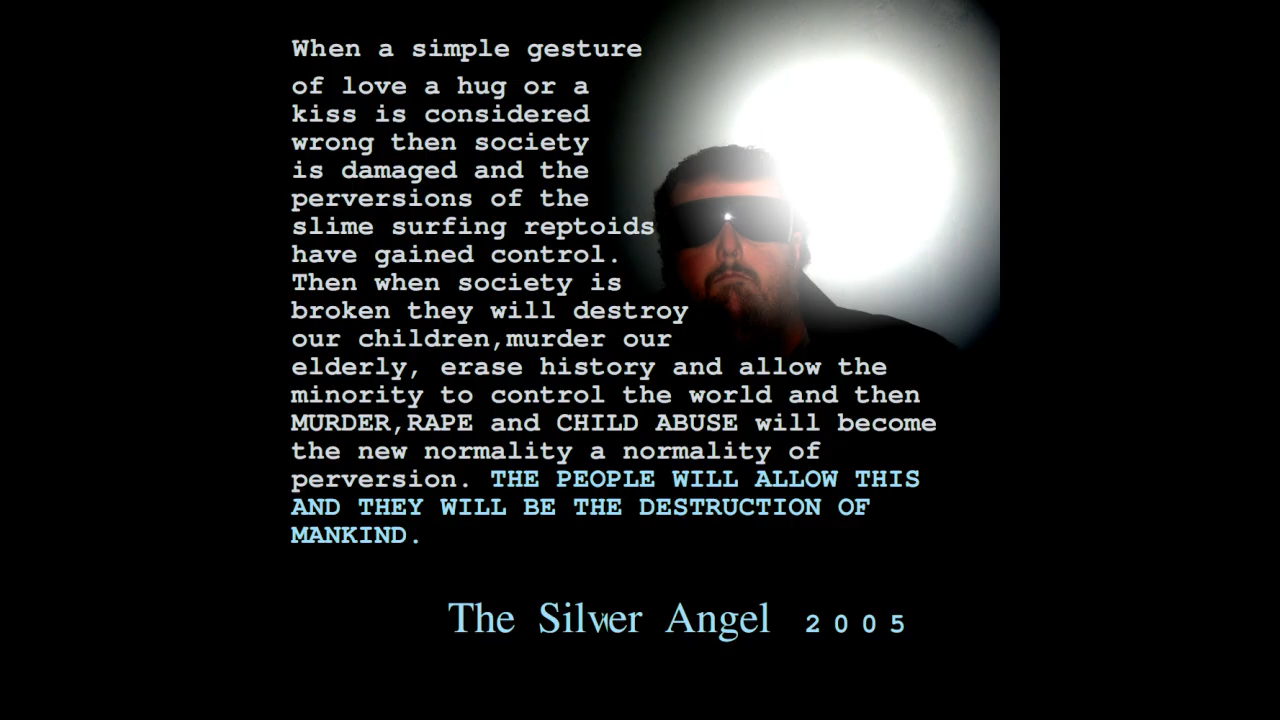 When a simple gesture
of love a hug or a
kiss is considered
wrong then society
is damaged and the
perversions of the
slime surfing reptoids
have gained control.
Then when society is
broken they will destroy
our children,murder our
elderly, erase history and allow the
minority to control the world and then
MURDER,RAPE and CHILD ABUSE will become
the new normality a normality of
perversion. THE PEOPLE WILL ALLOW THIS
AND THEY WILL BE THE DESTRUCTION OF
MANKIND.
The Silver Angel 2005